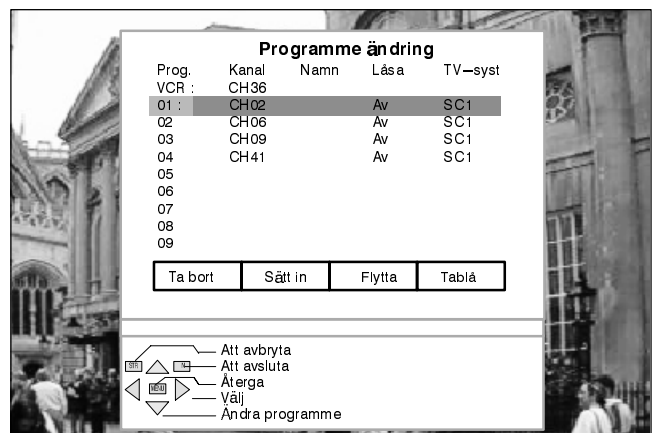 Programme ändring
Prog. Kanal Namn Låsa TV–syst
VCR : CH36
01 : CH02 Av SC1
02 CH06 Av SC1
03 CH09 Av SC1
04 CH41 Av SC1
05
06
07
08
09
Ta bort Sätt in Flytta Tablå
Att avbryta
STR N Att avsluta
Återga
MENU Välj
Ändra programme